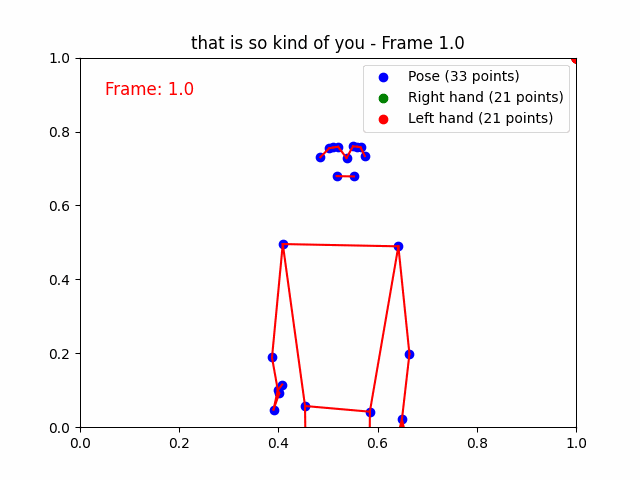 that is so kind of you - Frame 1.0
Frame: 1.0
Pose (33 points)
Right hand (21 points)
Left hand (21 points)
1.0
0.8
0.6
0.4
0.2
0.0
0.0 0.2 0.4 0.6 0.8 1.0